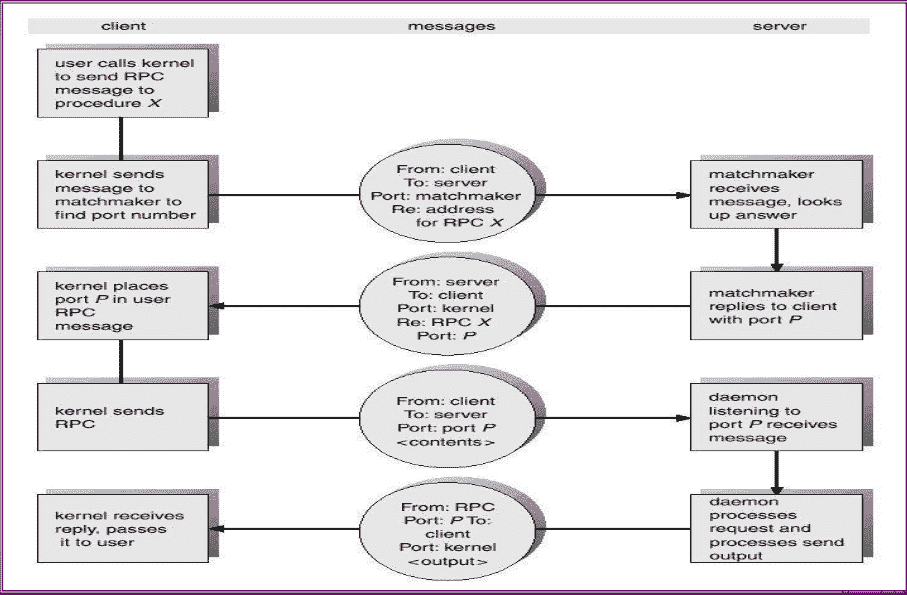 client
messages
server
user calls kernel
to send RPC
message to
procedure X
kernel sends
message to
matchmaker to
find port number
From: client
To: server
Port: matchmaker
Re: address
for RPC X
matchmaker
receives
message, looks
up answer
kernel places
port P in user
RPC
message
From: server
To: client
Port: kernel
Re: RPC X
Port: P
matchmaker
replies to client
with port P
kernel sends
RPC
From: client
To: server
Port: port P
<contents>
daemon
listening to
port P receives
message
kernel receives
reply, passes
it to user
From: RPC
Port: P To:
client
Port: kernel
<output>
daemon
processes
request and
processes send
output